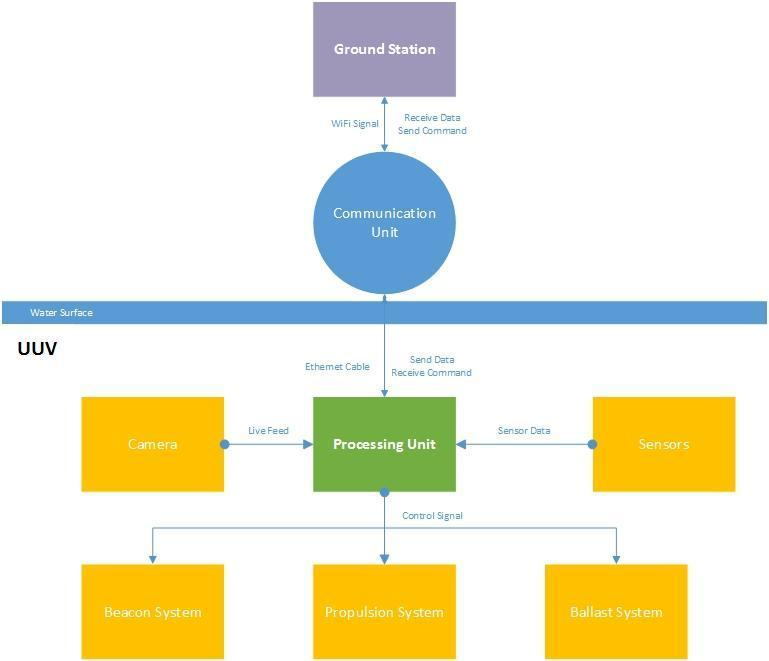 Ground Station
WiFi Signal
Receive Data
Send Command
Communication
Unit
Water Surface
UUV
Ethernet Cable
Send Data
Receive Command
Camera
Live Feed
Processing Unit
Sensor Data
Sensors
Control Signal
Beacon System
Propulsion System
Ballast System